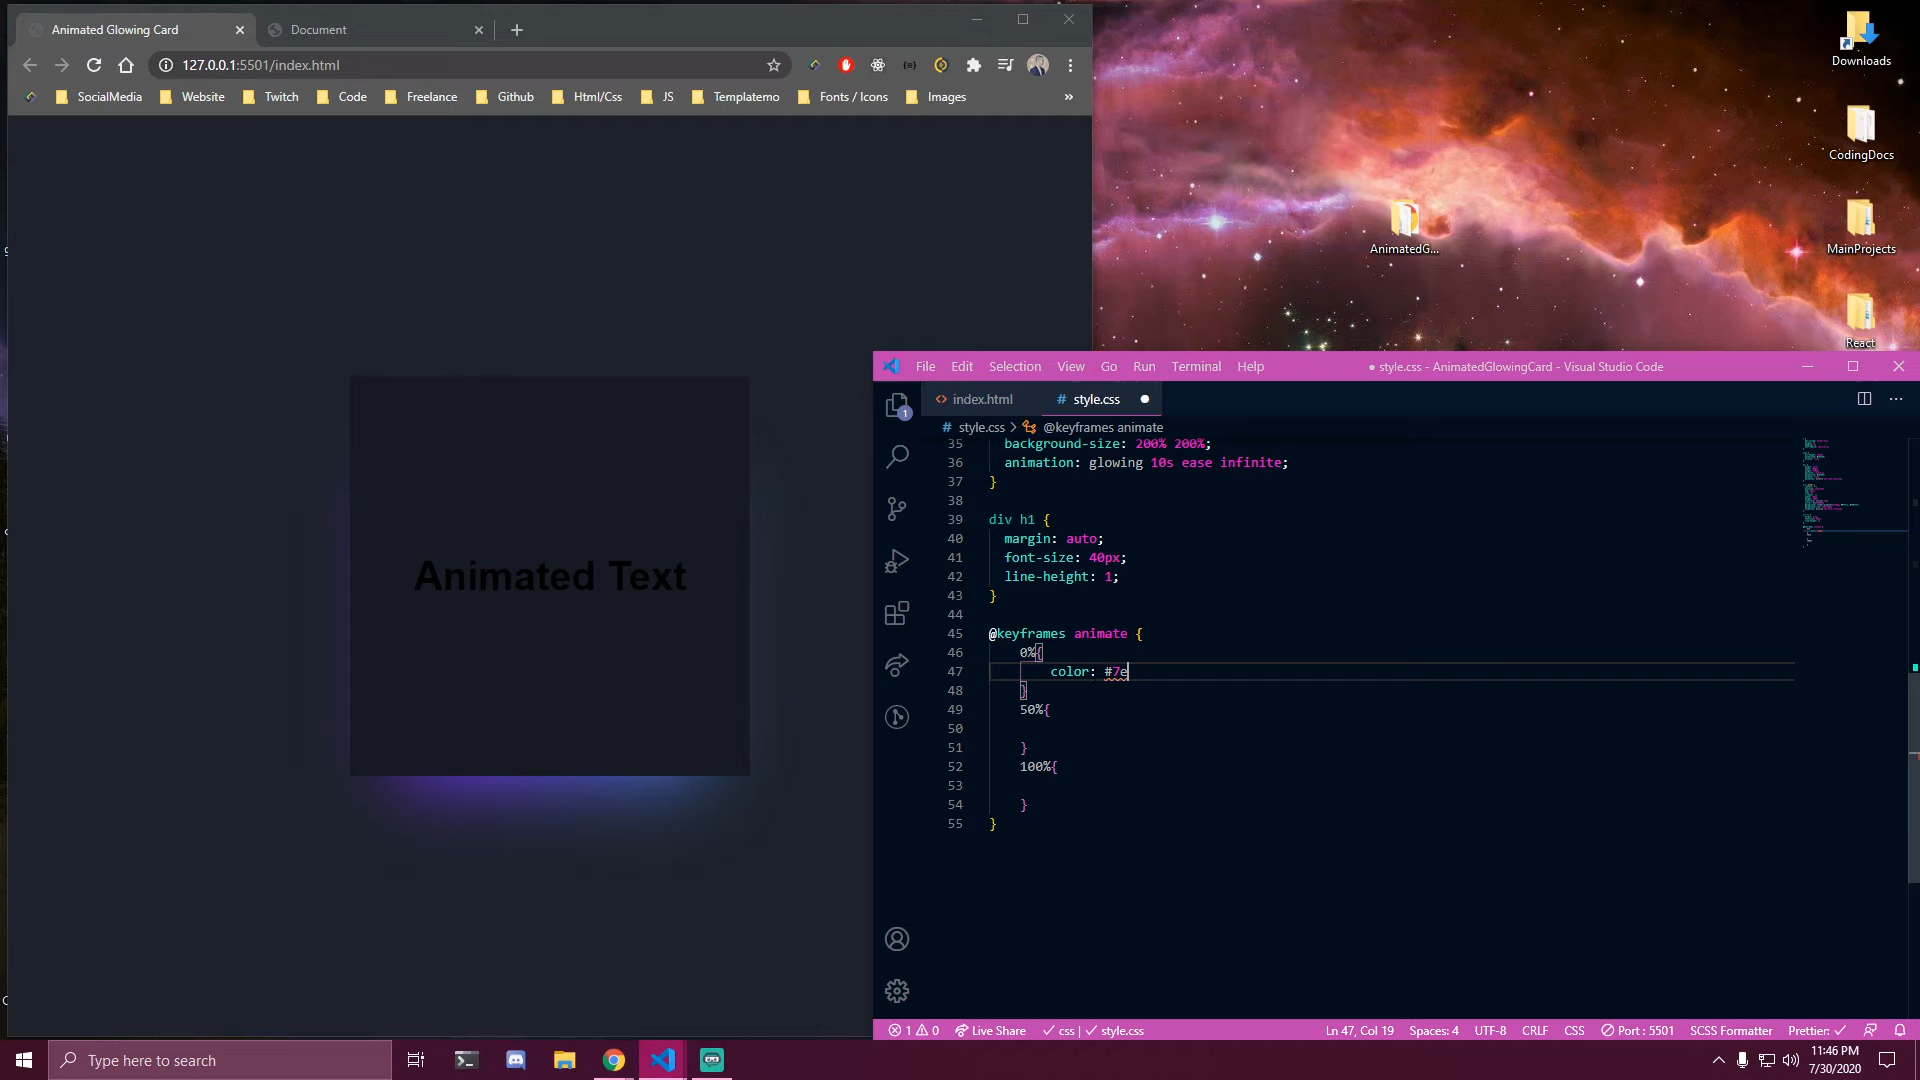 Animated Glowing Card
Document
127.0.0.1:5501/index.html
SocialMedia
Website
Twitch
Code
Freelance
Github
Html/Css
JS
Templatemo
Fonts / Icons
Images
»
Animated Text
Downloads
CodingDocs
AnimatedG...
MainProjects
React
File Edit Selection View Go Run Terminal Help
● style.css - AnimatedGlowingCard - Visual Studio Code
1
<> index.html
# style.css ●
# style.css > @keyframes animate
35 background-size: 200% 200%;
36 animation: glowing 10s ease infinite;
37 }
38
39 div h1 {
40 margin: auto;
41 font-size: 40px;
42 line-height: 1;
43 }
44
45 @keyframes animate {
46 0%{
47 color: #7e
48 }
49 50%{
50
51 }
52 100%{
53
54 }
55 }
1 0 Live Share ✓ css | ✓ style.css
Ln 47, Col 19 Spaces: 4 UTF-8 CRLF CSS Port : 5501 SCSS Formatter Prettier: ✓
Type here to search
11:46 PM
7/30/2020